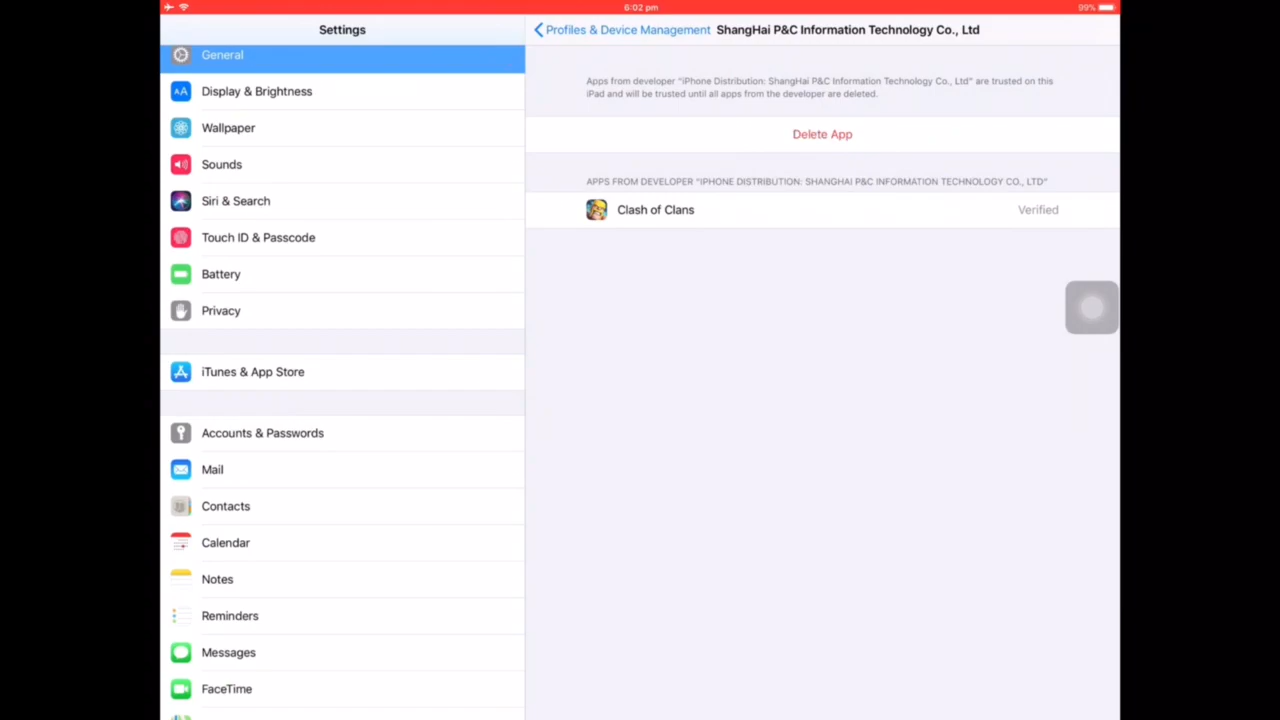 6:02 pm
99%
Settings
Profiles & Device Management ShangHai P&C Information Technology Co., Ltd
General
Display & Brightness
Wallpaper
Sounds
Siri & Search
Touch ID & Passcode
Battery
Privacy
iTunes & App Store
Accounts & Passwords
Mail
Contacts
Calendar
Notes
Reminders
Messages
FaceTime
Apps from developer "iPhone Distribution: ShangHai P&C Information Technology Co., Ltd" are trusted on this
iPad and will be trusted until all apps from the developer are deleted.
Delete App
APPS FROM DEVELOPER "IPHONE DISTRIBUTION: SHANGHAI P&C INFORMATION TECHNOLOGY CO., LTD"
Clash of Clans
Verified